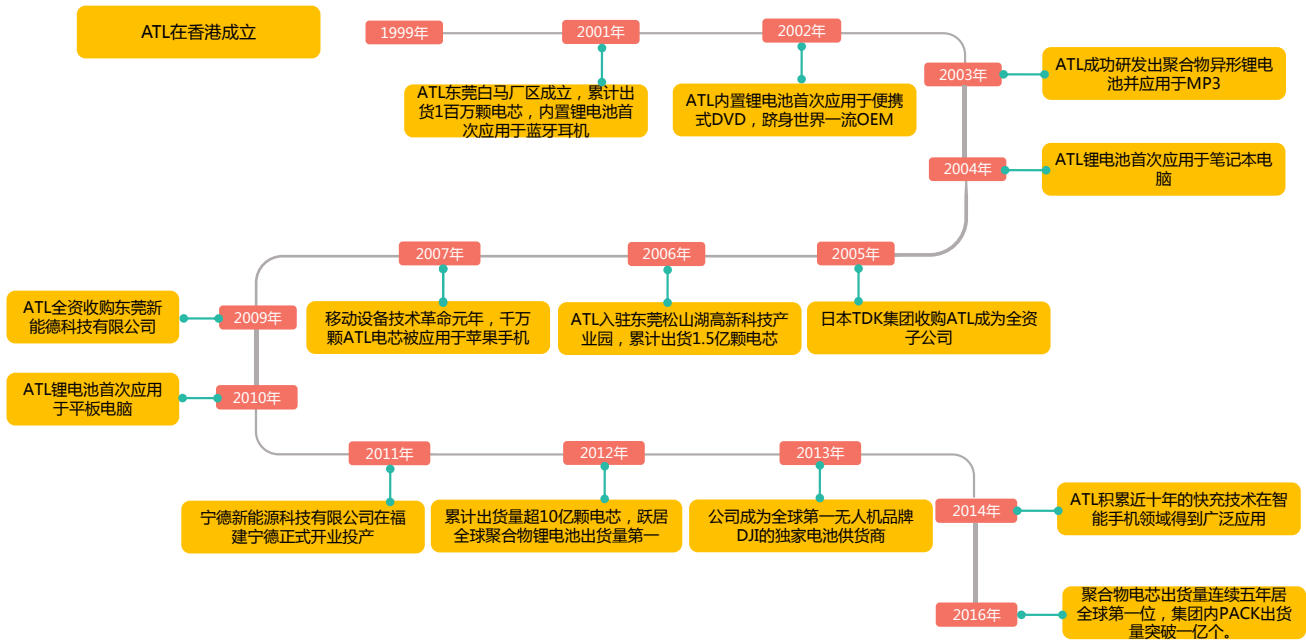 ATL在香港成立
1999年
2001年
ATL东莞白马厂区成立，累计出
货1百万颗电芯，内置锂电池首
次应用于蓝牙耳机
2002年
ATL内置锂电池首次应用于便携
式DVD，跻身世界一流OEM
2003年
ATL成功研发出聚合物异形锂电
池并应用于MP3
2004年
ATL锂电池首次应用于笔记本电
脑
2005年
日本TDK集团收购ATL成为全资
子公司
2006年
ATL入驻东莞松山湖高新科技产
业园，累计出货1.5亿颗电芯
2007年
移动设备技术革命元年，千万
颗ATL电芯被应用于苹果手机
2009年
ATL全资收购东莞新
能德科技有限公司
2010年
ATL锂电池首次应用
于平板电脑
2011年
宁德新能源科技有限公司在福
建宁德正式开业投产
2012年
累计出货量超10亿颗电芯，跃居
全球聚合物锂电池出货量第一
2013年
公司成为全球第一无人机品牌
DJI的独家电池供货商
2014年
ATL积累近十年的快充技术在智
能手机领域得到广泛应用
2016年
聚合物电芯出货量连续五年居
全球第一位，集团内PACK出货
量突破一亿个。